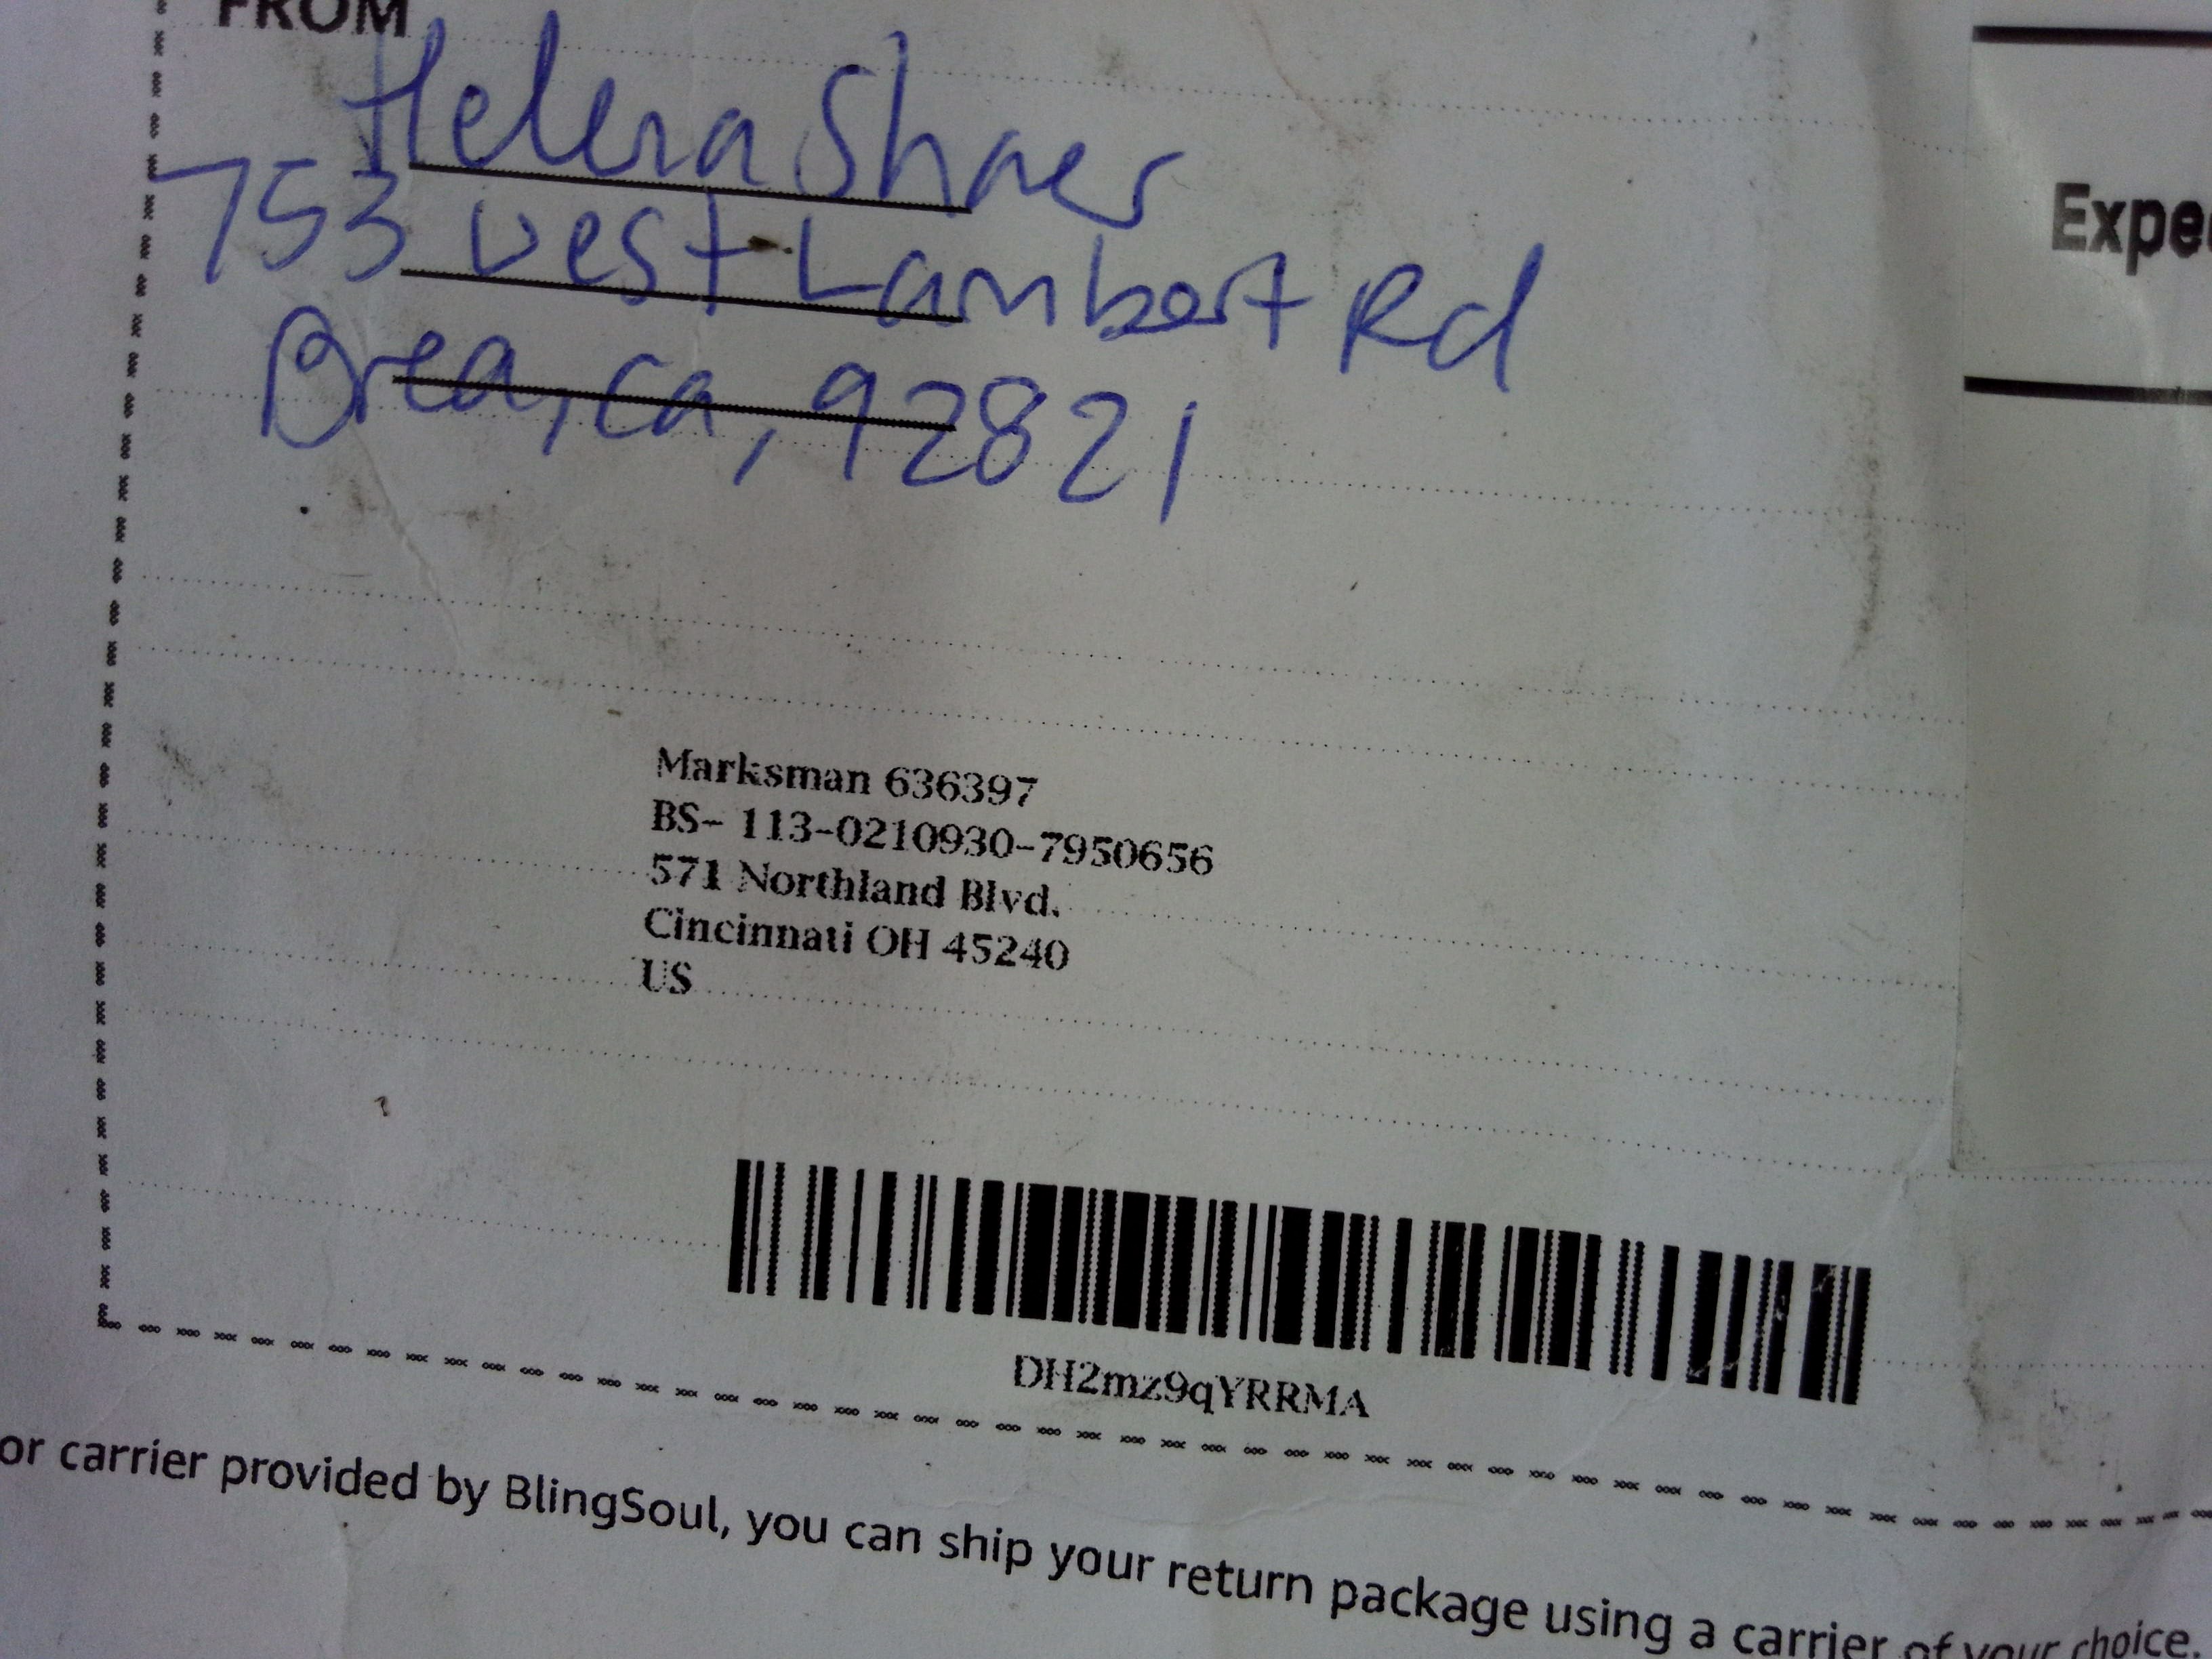 FROM
Helena Shaer
753 West Lambert Rd
Brea, ca, 92821
Expe
Marksman 636397
BS- 113-0210930-7950656
571 Northland Blvd.
Cincinnati OH 45240
US
DH2mz9qYRRMA
or carrier provided by BlingSoul, you can ship your return package using a carrier of your choice.